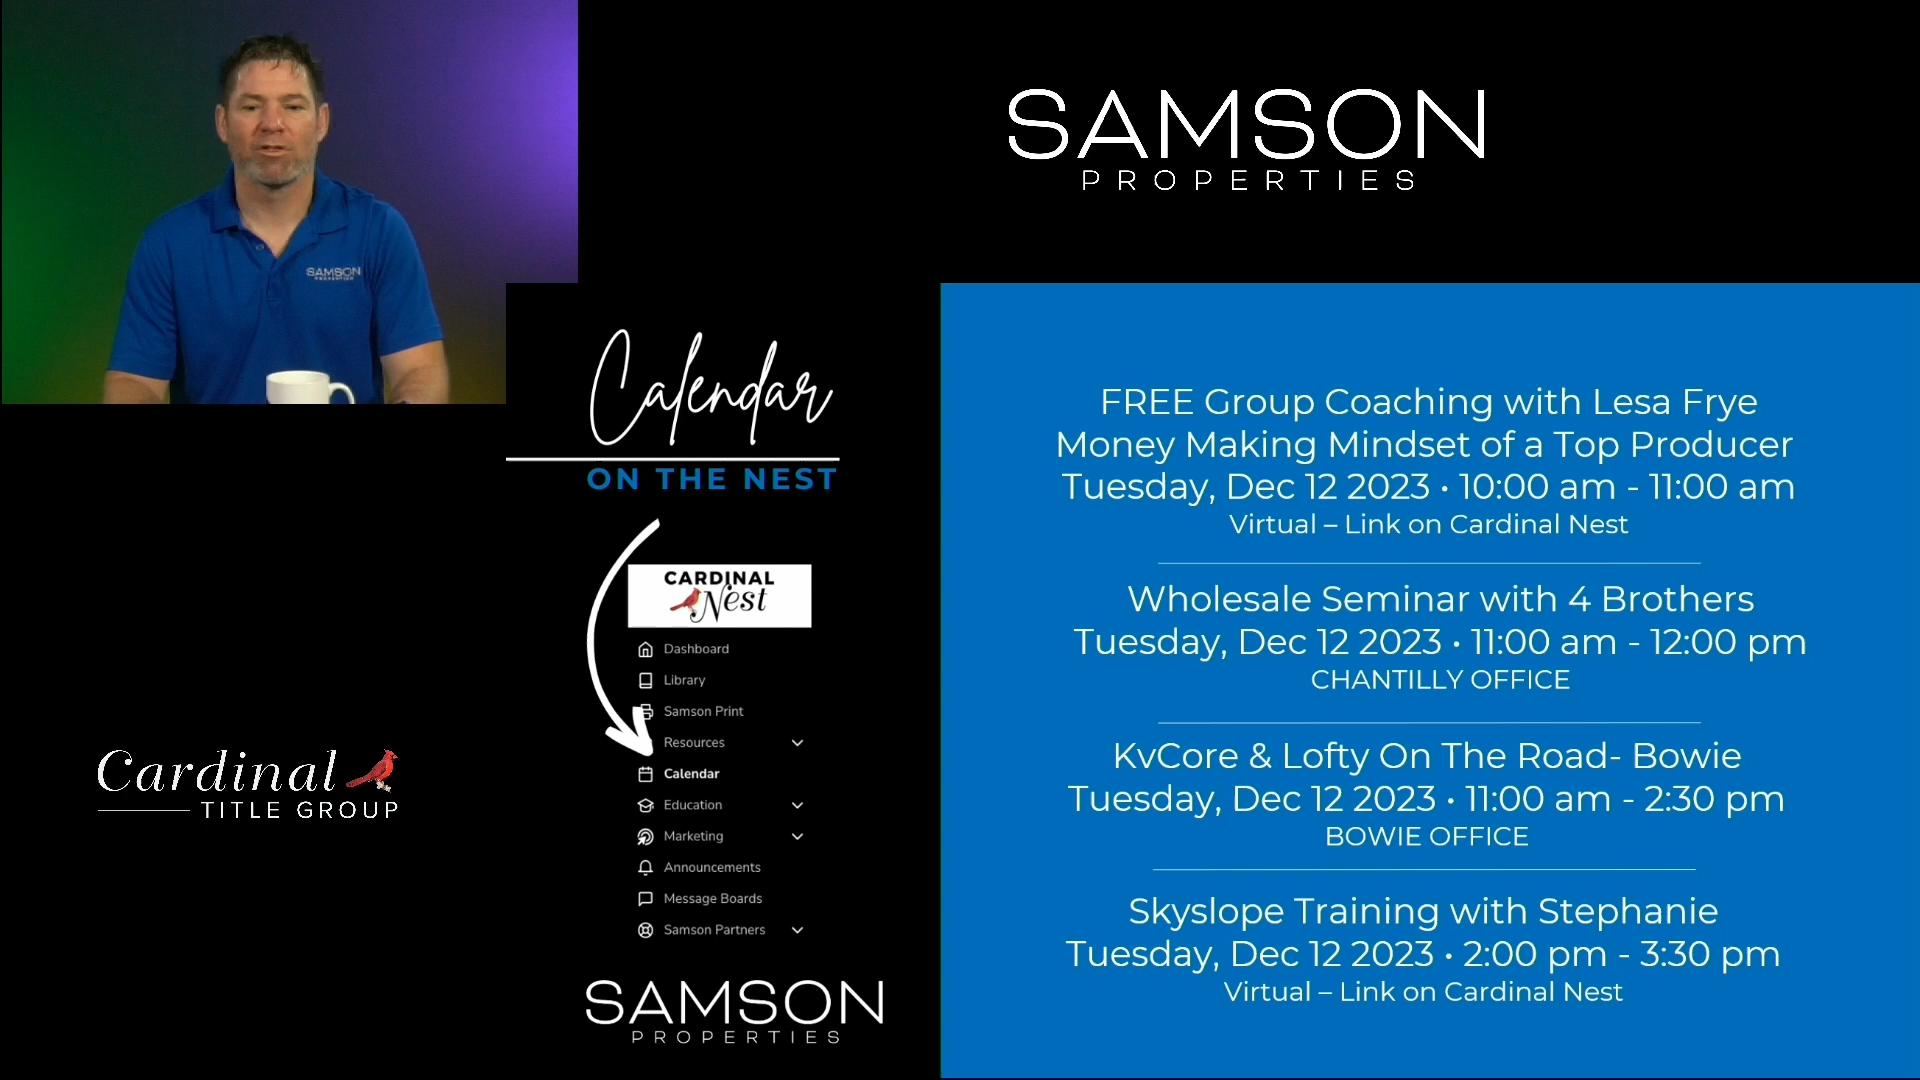 SAMSON
PROPERTIES
SAMSON
PROPERTIES
Calendar
ON THE NEST
CARDINAL
Nest
Dashboard
Library
Samson Print
Resources
Calendar
Education
Marketing
Announcements
Message Boards
Samson Partners
SAMSON
PROPERTIES
Cardinal
TITLE GROUP
FREE Group Coaching with Lesa Frye
Money Making Mindset of a Top Producer
Tuesday, Dec 12 2023 • 10:00 am - 11:00 am
Virtual – Link on Cardinal Nest
Wholesale Seminar with 4 Brothers
Tuesday, Dec 12 2023 • 11:00 am - 12:00 pm
CHANTILLY OFFICE
KvCore & Lofty On The Road- Bowie
Tuesday, Dec 12 2023 • 11:00 am - 2:30 pm
BOWIE OFFICE
Skyslope Training with Stephanie
Tuesday, Dec 12 2023 • 2:00 pm - 3:30 pm
Virtual – Link on Cardinal Nest